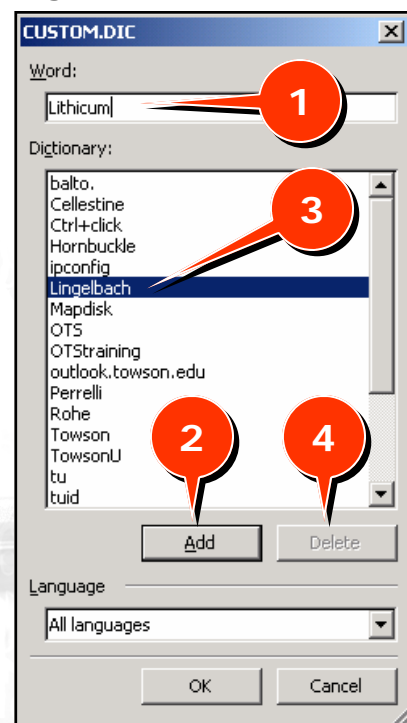 CUSTOM.DIC
Word:
Lithicum
1
Dictionary:
balto.
Cellestine
Ctrl+click
3
Hornbuckle
ipconfig
Lingelbach
Mapdisk
OTS
OTStraining
outlook.towson.edu
Perrelli
Rohe
Towson
TowsonU
tu
tuid
2
4
Add
Delete
Language
All languages
OK
Cancel